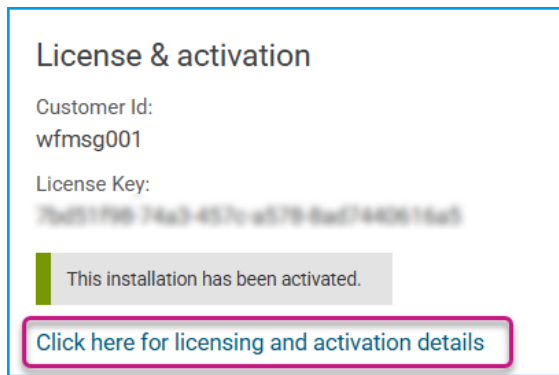 License & activation
Customer Id:
wfmsg001
License Key:
This installation has been activated.
Click here for licensing and activation details